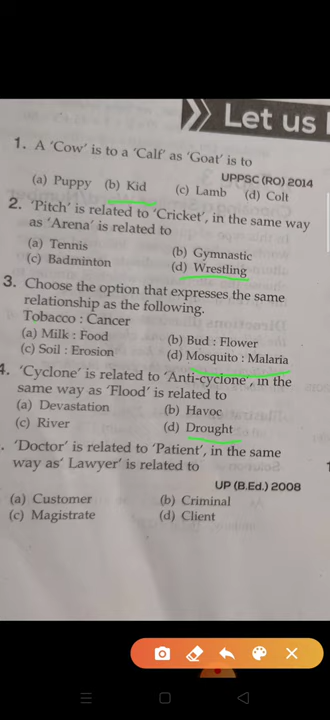 Let us
1. A 'Cow' is to a 'Calf' as 'Goat' is to
UPPSC (RO) 2014
(a) Puppy (b) Kid (c) Lamb (d) Colt
2. 'Pitch' is related to 'Cricket', in the same way
as 'Arena' is related to
(a) Tennis (b) Gymnastic
(c) Badminton (d) Wrestling
3. Choose the option that expresses the same
relationship as the following.
Tobacco : Cancer
(a) Milk : Food (b) Bud : Flower
(c) Soil : Erosion (d) Mosquito : Malaria
4. 'Cyclone' is related to 'Anti-cyclone', in the
same way as 'Flood' is related to
(a) Devastation (b) Havoc
(c) River (d) Drought
. 'Doctor' is related to 'Patient', in the same
way as' Lawyer' is related to
UP (B.Ed.) 2008
(a) Customer (b) Criminal
(c) Magistrate (d) Client